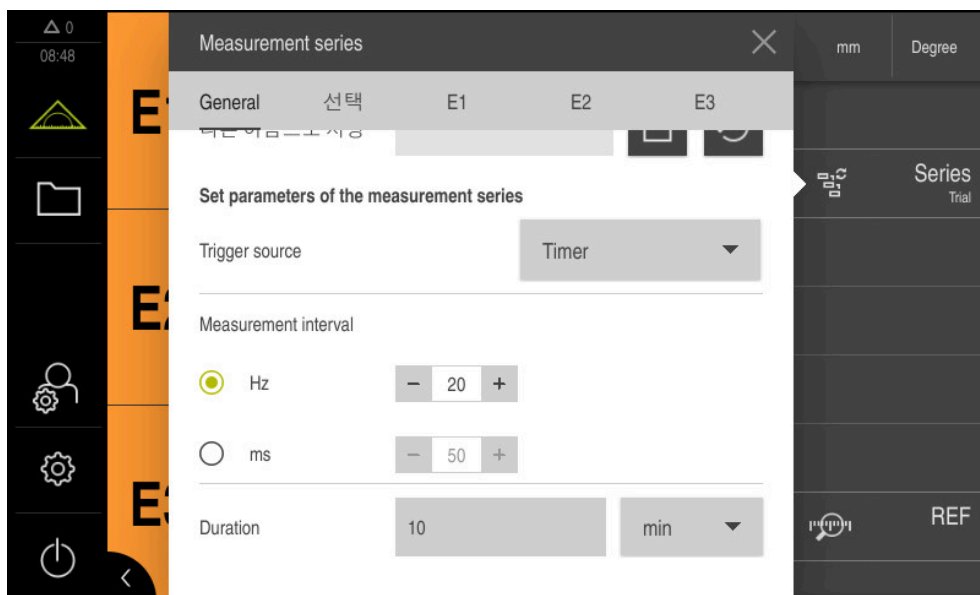 0
08:48
Measurement series
mm
Degree
General 선택 E1 E2 E3
Set parameters of the measurement series
Series
Trial
Trigger source
Timer
Measurement interval
Hz
− 20 +
ms
− 50 +
Duration
10
min
REF